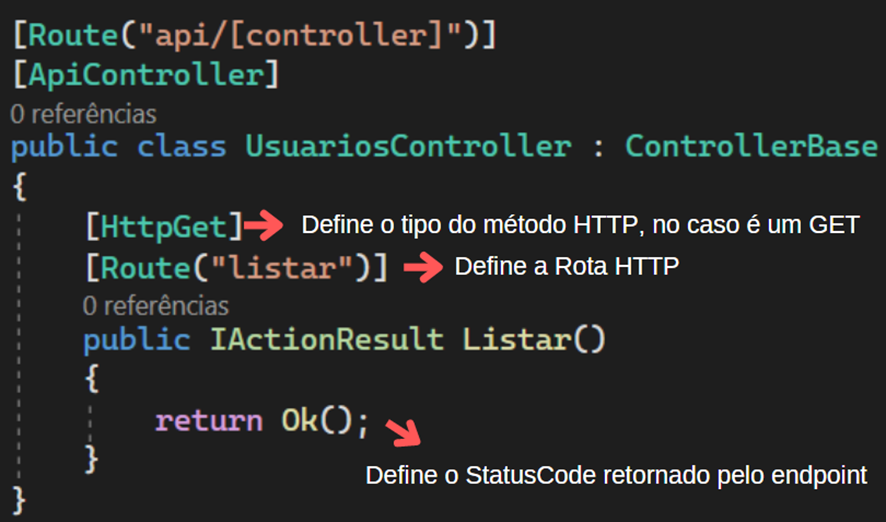 [Route("api/[controller]")]
[ApiController]
0 referências
public class UsuariosController : ControllerBase
{
[HttpGet] Define o tipo do método HTTP, no caso é um GET
[Route("listar")] Define a Rota HTTP
0 referências
public IActionResult Listar()
{
return Ok();
}
Define o StatusCode retornado pelo endpoint
}